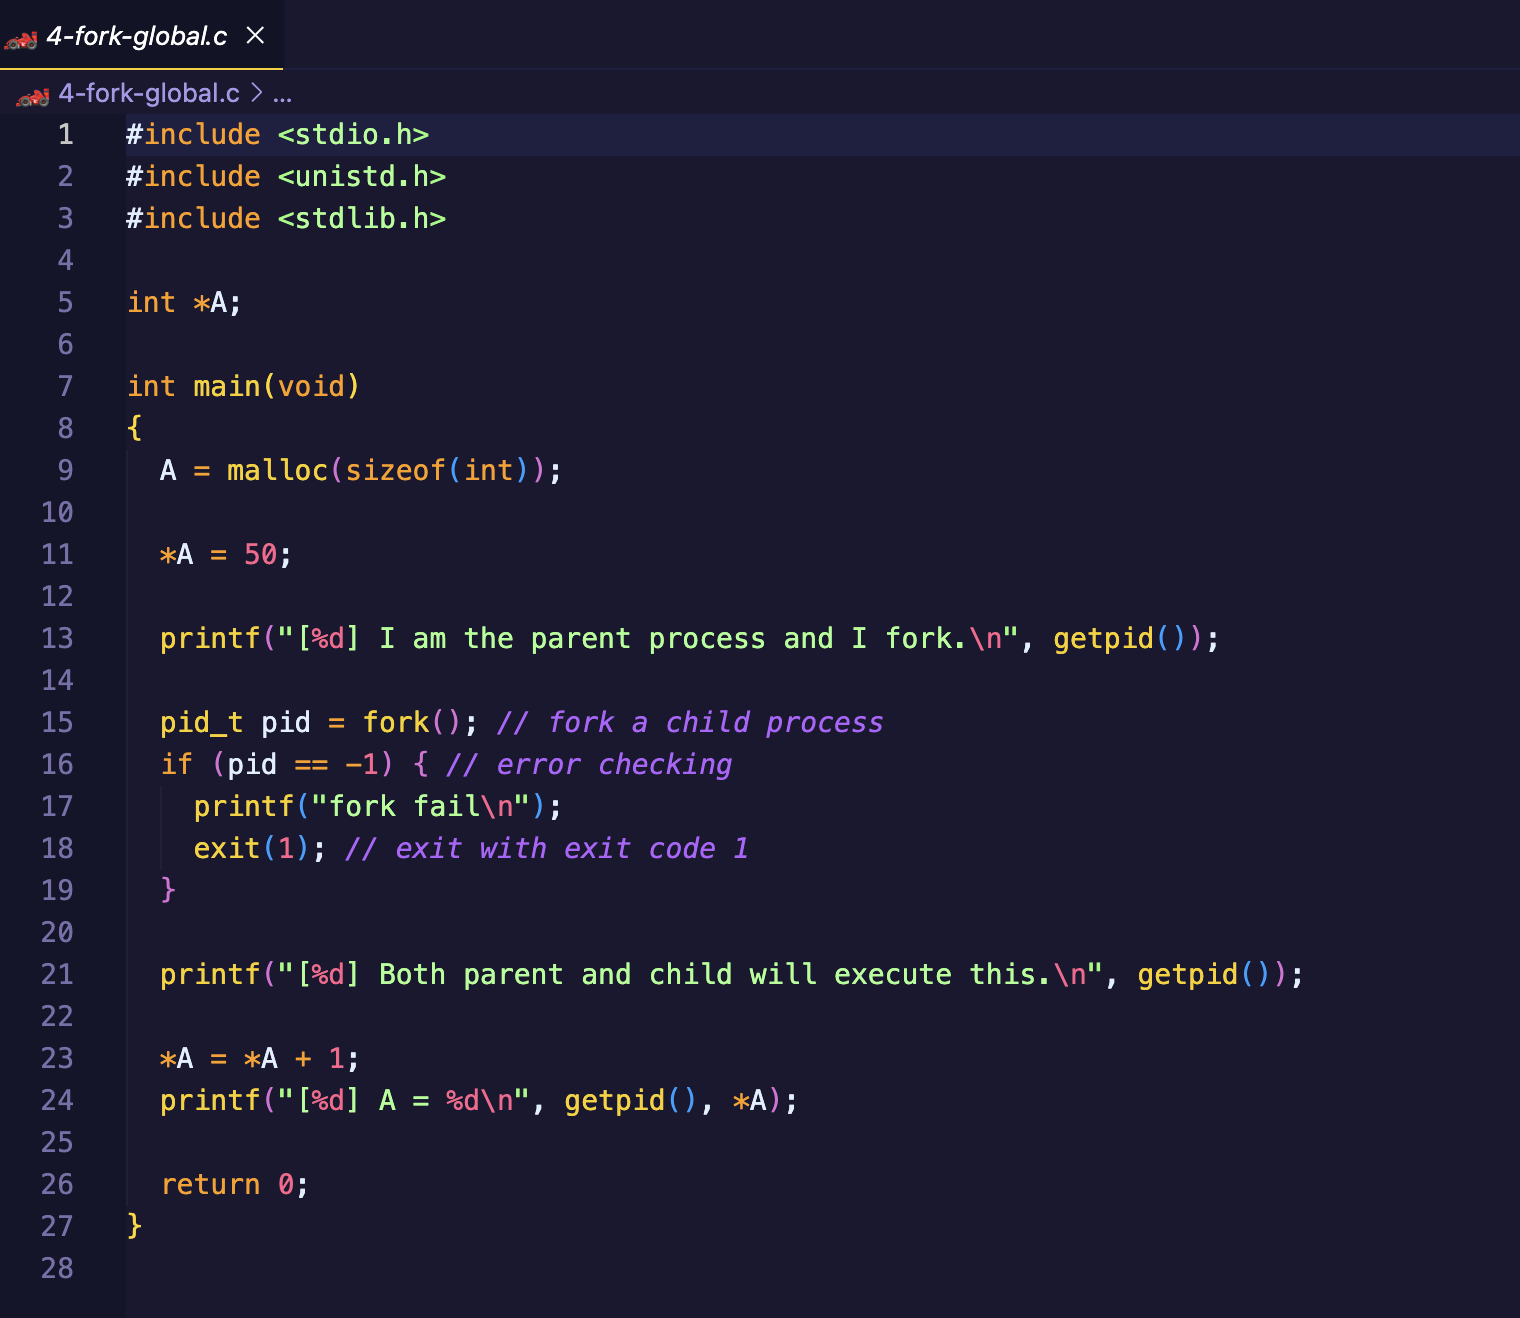 4-fork-global.c ×
4-fork-global.c > ...
1 #include <stdio.h>
2 #include <unistd.h>
3 #include <stdlib.h>
4
5 int *A;
6
7 int main(void)
8 {
9   A = malloc(sizeof(int));
10
11   *A = 50;
12
13   printf("[%d] I am the parent process and I fork.\n", getpid());
14
15   pid_t pid = fork(); // fork a child process
16   if (pid == -1) { // error checking
17     printf("fork fail\n");
18     exit(1); // exit with exit code 1
19   }
20
21   printf("[%d] Both parent and child will execute this.\n", getpid());
22
23   *A = *A + 1;
24   printf("[%d] A = %d\n", getpid(), *A);
25
26   return 0;
27 }
28